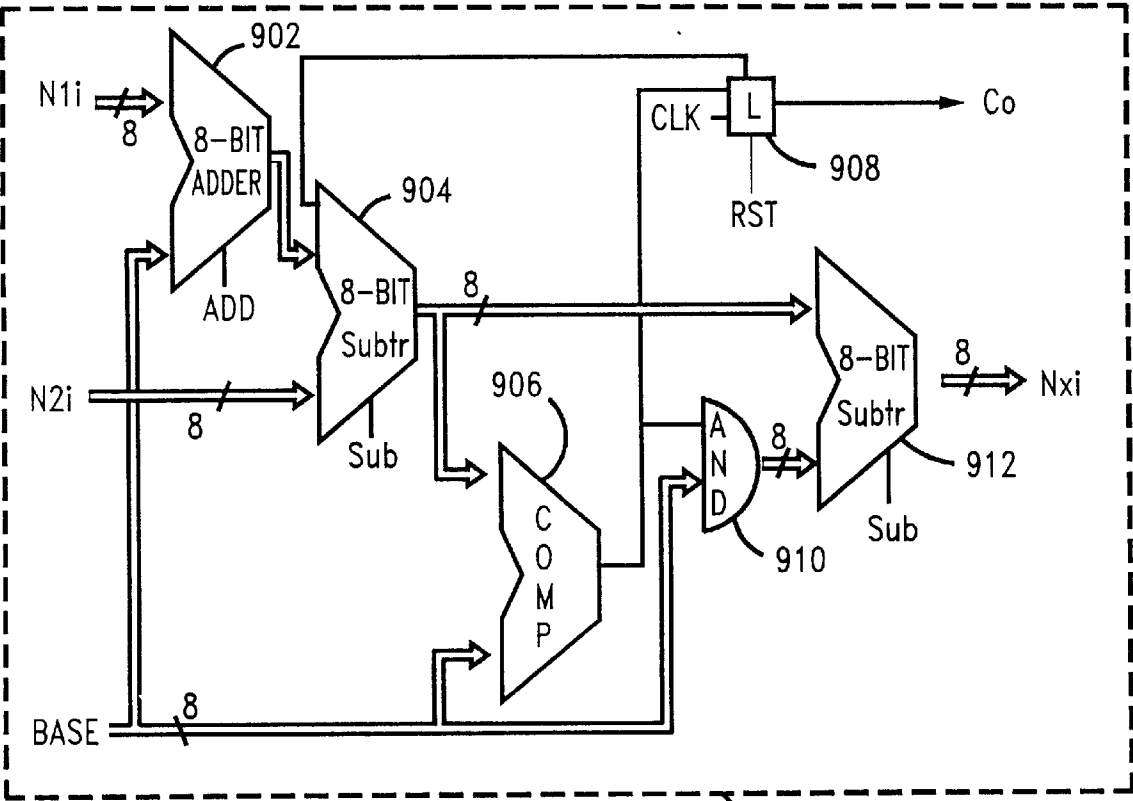 902
N1i
8
8-BIT
ADDER
ADD
CLK
L
Co
908
RST
904
8-BIT
Subtr
Sub
8
N2i
8
906
C
O
M
P
A
N
D
910
8
8-BIT
Subtr
Sub
912
8
Nxi
BASE
8